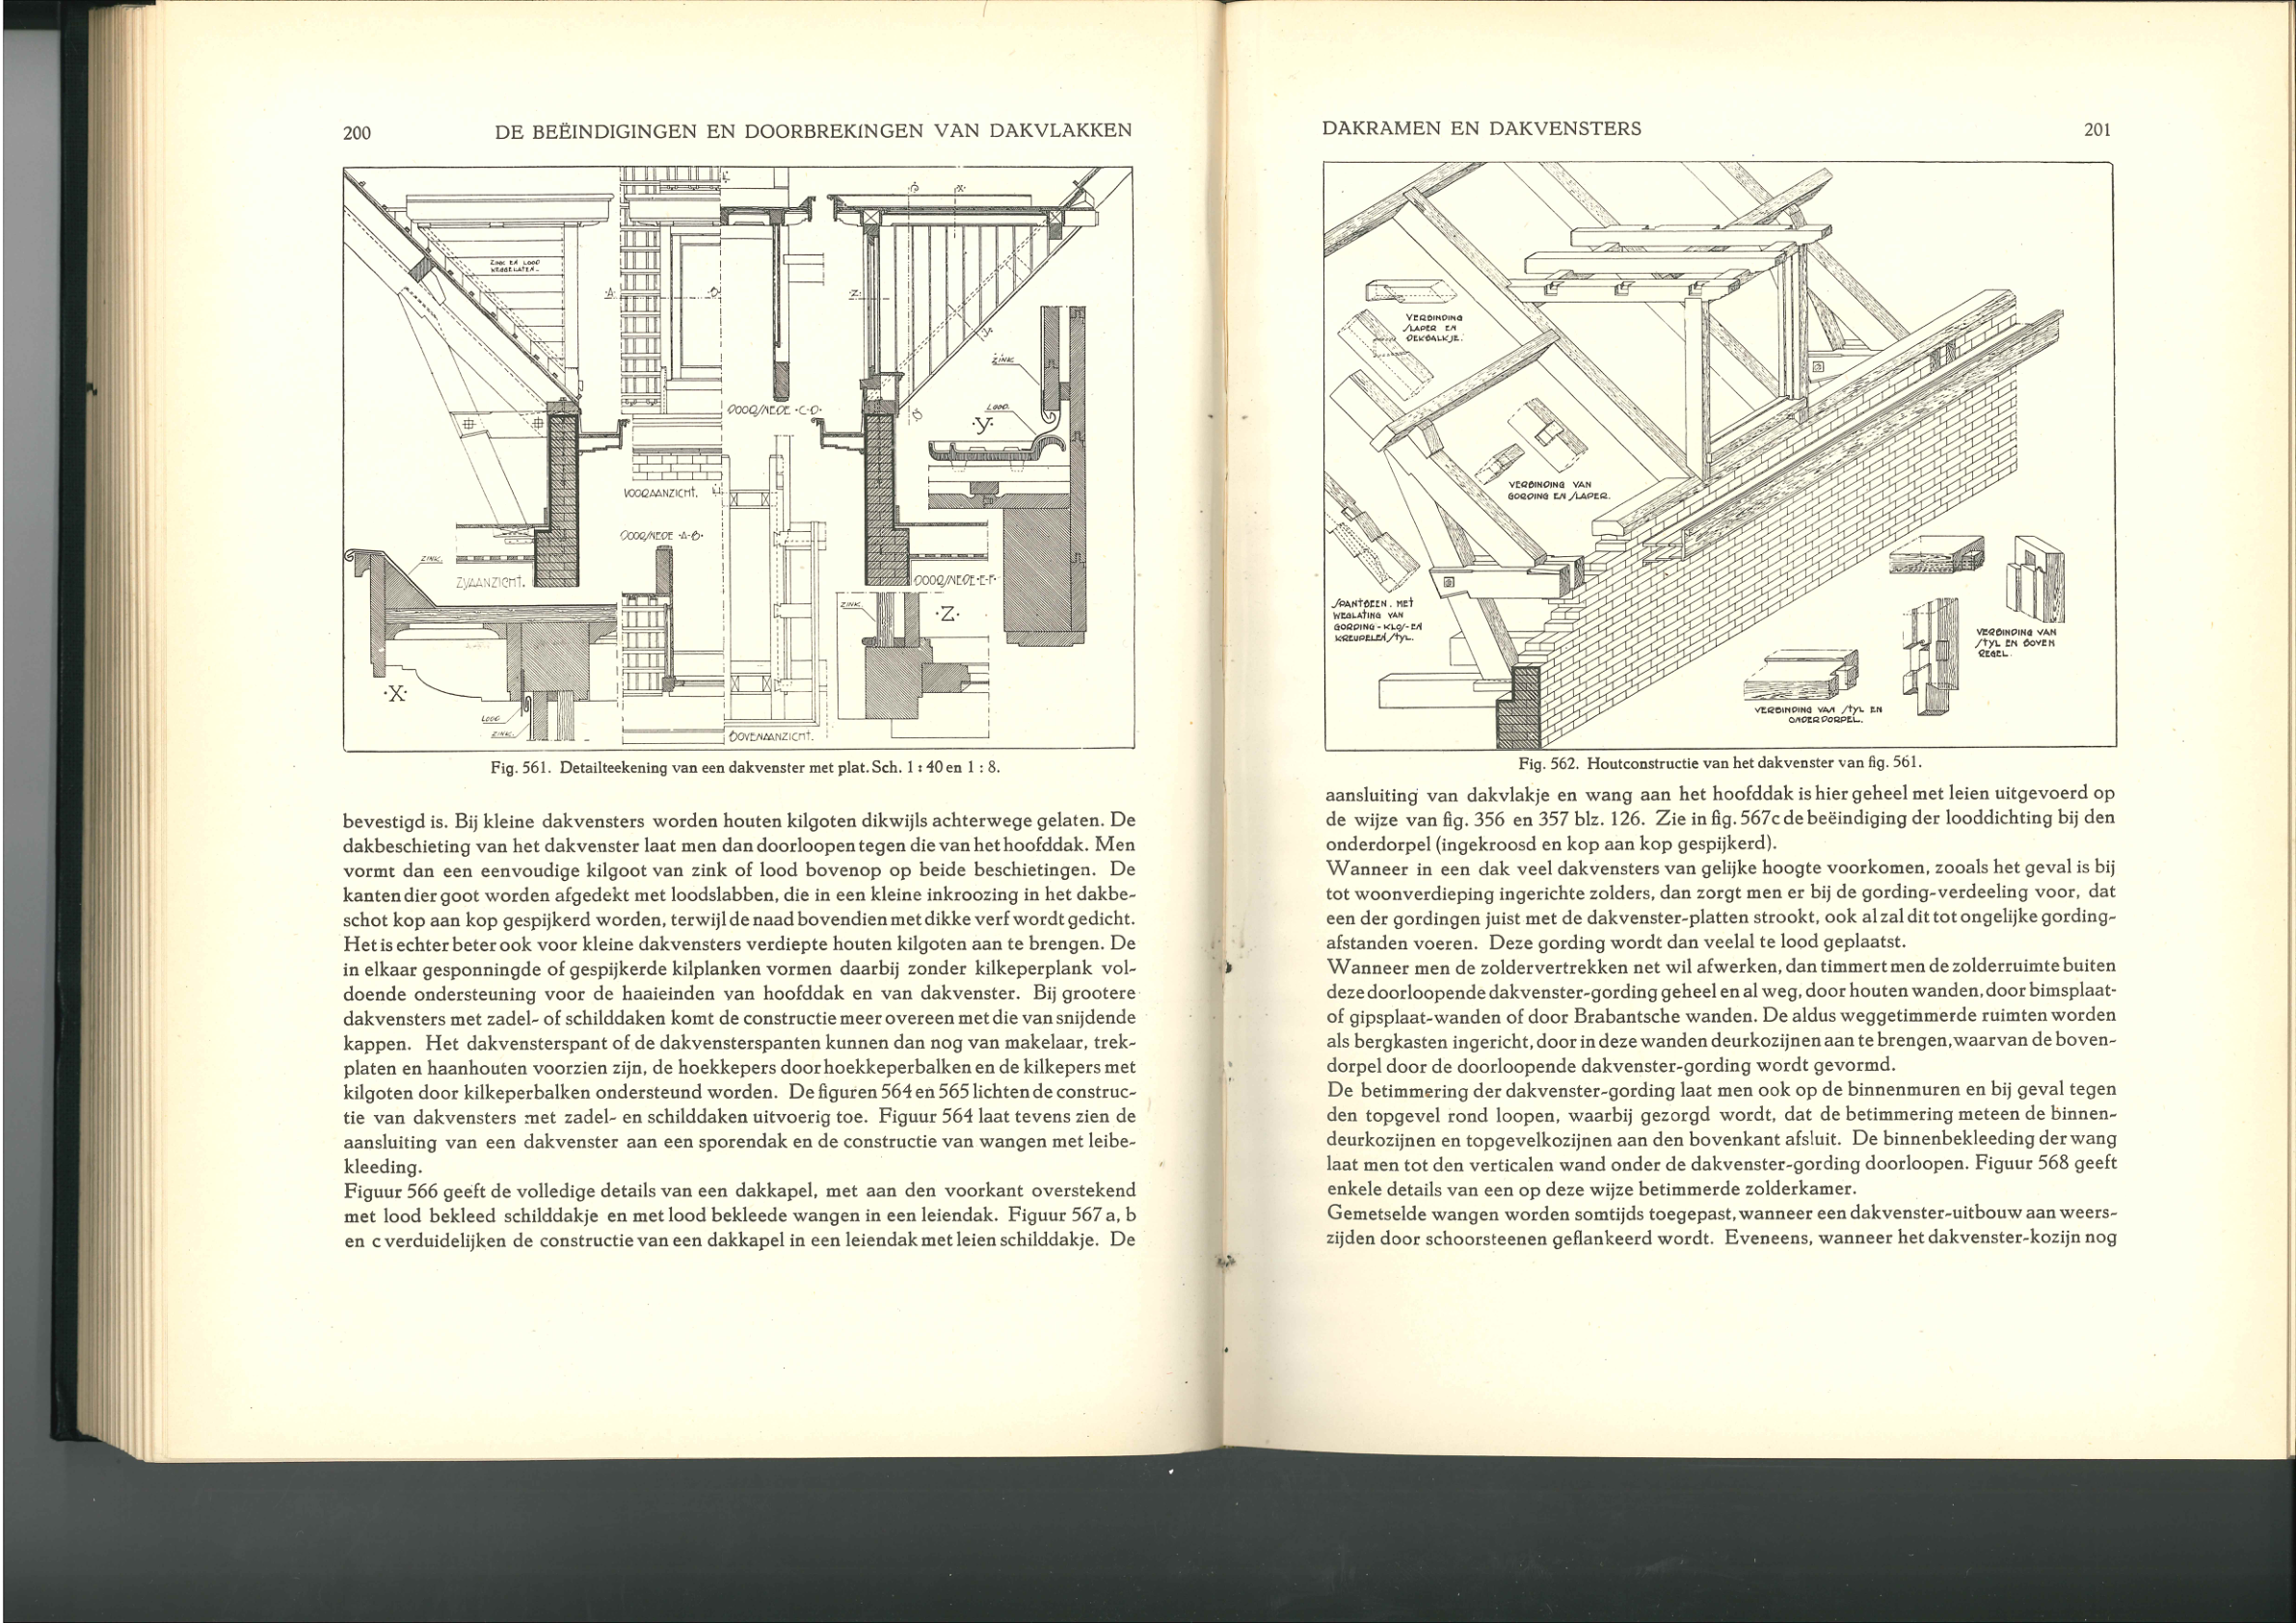 200
DE BEËINDIGINGEN EN DOORBREKINGEN VAN DAKVLAKKEN
ZINK EN LOOD
WEGGELATEN.
ZINK.
LOOD.
·Y·
DOORSNEDE ·C·D·
VOORAANZICHT.
DOORSNEDE ·A·B·
ZINK.
ZYAANZICHT.
DOORSNEDE·E·F·
ZINK.
·Z·
·X·
LOOD
ZINK.
BOVENAANZICHT.
Fig. 561. Detailteekening van een dakvenster met plat. Sch. 1 : 40 en 1 : 8.
bevestigd is. Bij kleine dakvensters worden houten kilgoten dikwijls achterwege gelaten. De
dakbeschieting van het dakvenster laat men dan doorloopen tegen die van het hoofddak. Men
vormt dan een eenvoudige kilgoot van zink of lood bovenop op beide beschietingen. De
kanten dier goot worden afgedekt met loodslabben, die in een kleine inkroozing in het dakbe-
schot kop aan kop gespijkerd worden, terwijl de naad bovendien met dikke verf wordt gedicht.
Het is echter beter ook voor kleine dakvensters verdiepte houten kilgoten aan te brengen. De
in elkaar gesponningde of gespijkerde kilplanken vormen daarbij zonder kilkeperplank vol-
doende ondersteuning voor de haaieinden van hoofddak en van dakvenster. Bij grootere
dakvensters met zadel- of schilddaken komt de constructie meer overeen met die van snijdende
kappen. Het dakvensterspant of de dakvensterspanten kunnen dan nog van makelaar, trek-
platen en haanhouten voorzien zijn, de hoekkepers door hoekkeperbalken en de kilkepers met
kilgoten door kilkeperbalken ondersteund worden. De figuren 564 en 565 lichten de construc-
tie van dakvensters met zadel- en schilddaken uitvoerig toe. Figuur 564 laat tevens zien de
aansluiting van een dakvenster aan een sporendak en de constructie van wangen met leibe-
kleeding.
Figuur 566 geeft de volledige details van een dakkapel, met aan den voorkant overstekend
met lood bekleed schilddakje en met lood bekleede wangen in een leiendak. Figuur 567 a, b
en c verduidelijken de constructie van een dakkapel in een leiendak met leien schilddakje. De
DAKRAMEN EN DAKVENSTERS
201
VERBINDING
SLAPER EN
DEKBALKJE.
VERBINDING VAN
GORDING EN SLAPER.
SPANTBEEN. MET
WEGLATING VAN
GORDING-KLOS-EN
KREUPELEN STYL.
VERBINDING VAN
STYL EN BOVEN
REGEL.
VERBINDING VAN STYL EN
ONDERDORPEL.
Fig. 562. Houtconstructie van het dakvenster van fig. 561.
aansluiting van dakvlakje en wang aan het hoofddak is hier geheel met leien uitgevoerd op
de wijze van fig. 356 en 357 blz. 126. Zie in fig. 567c de beëindiging der looddichting bij den
onderdorpel (ingekroosd en kop aan kop gespijkerd).
Wanneer in een dak veel dakvensters van gelijke hoogte voorkomen, zooals het geval is bij
tot woonverdieping ingerichte zolders, dan zorgt men er bij de gording-verdeeling voor, dat
een der gordingen juist met de dakvenster-platten strookt, ook al zal dit tot ongelijke gording-
afstanden voeren. Deze gording wordt dan veelal te lood geplaatst.
Wanneer men de zoldervertrekken net wil afwerken, dan timmert men de zolderruimte buiten
deze doorloopende dakvenster-gording geheel en al weg, door houten wanden, door bimsplaat-
of gipsplaat-wanden of door Brabantsche wanden. De aldus weggetimmerde ruimten worden
als bergkasten ingericht, door in deze wanden deurkozijnen aan te brengen, waarvan de boven-
dorpel door de doorloopende dakvenster-gording wordt gevormd.
De betimmering der dakvenster-gording laat men ook op de binnenmuren en bij geval tegen
den topgevel rond loopen, waarbij gezorgd wordt, dat de betimmering meteen de binnen-
deurkozijnen en topgevelkozijnen aan den bovenkant afsluit. De binnenbekleeding der wang
laat men tot den verticalen wand onder de dakvenster-gording doorloopen. Figuur 568 geeft
enkele details van een op deze wijze betimmerde zolderkamer.
Gemetselde wangen worden somtijds toegepast, wanneer een dakvenster-uitbouw aan weers-
zijden door schoorsteenen geflankeerd wordt. Eveneens, wanneer het dakvenster-kozijn nog